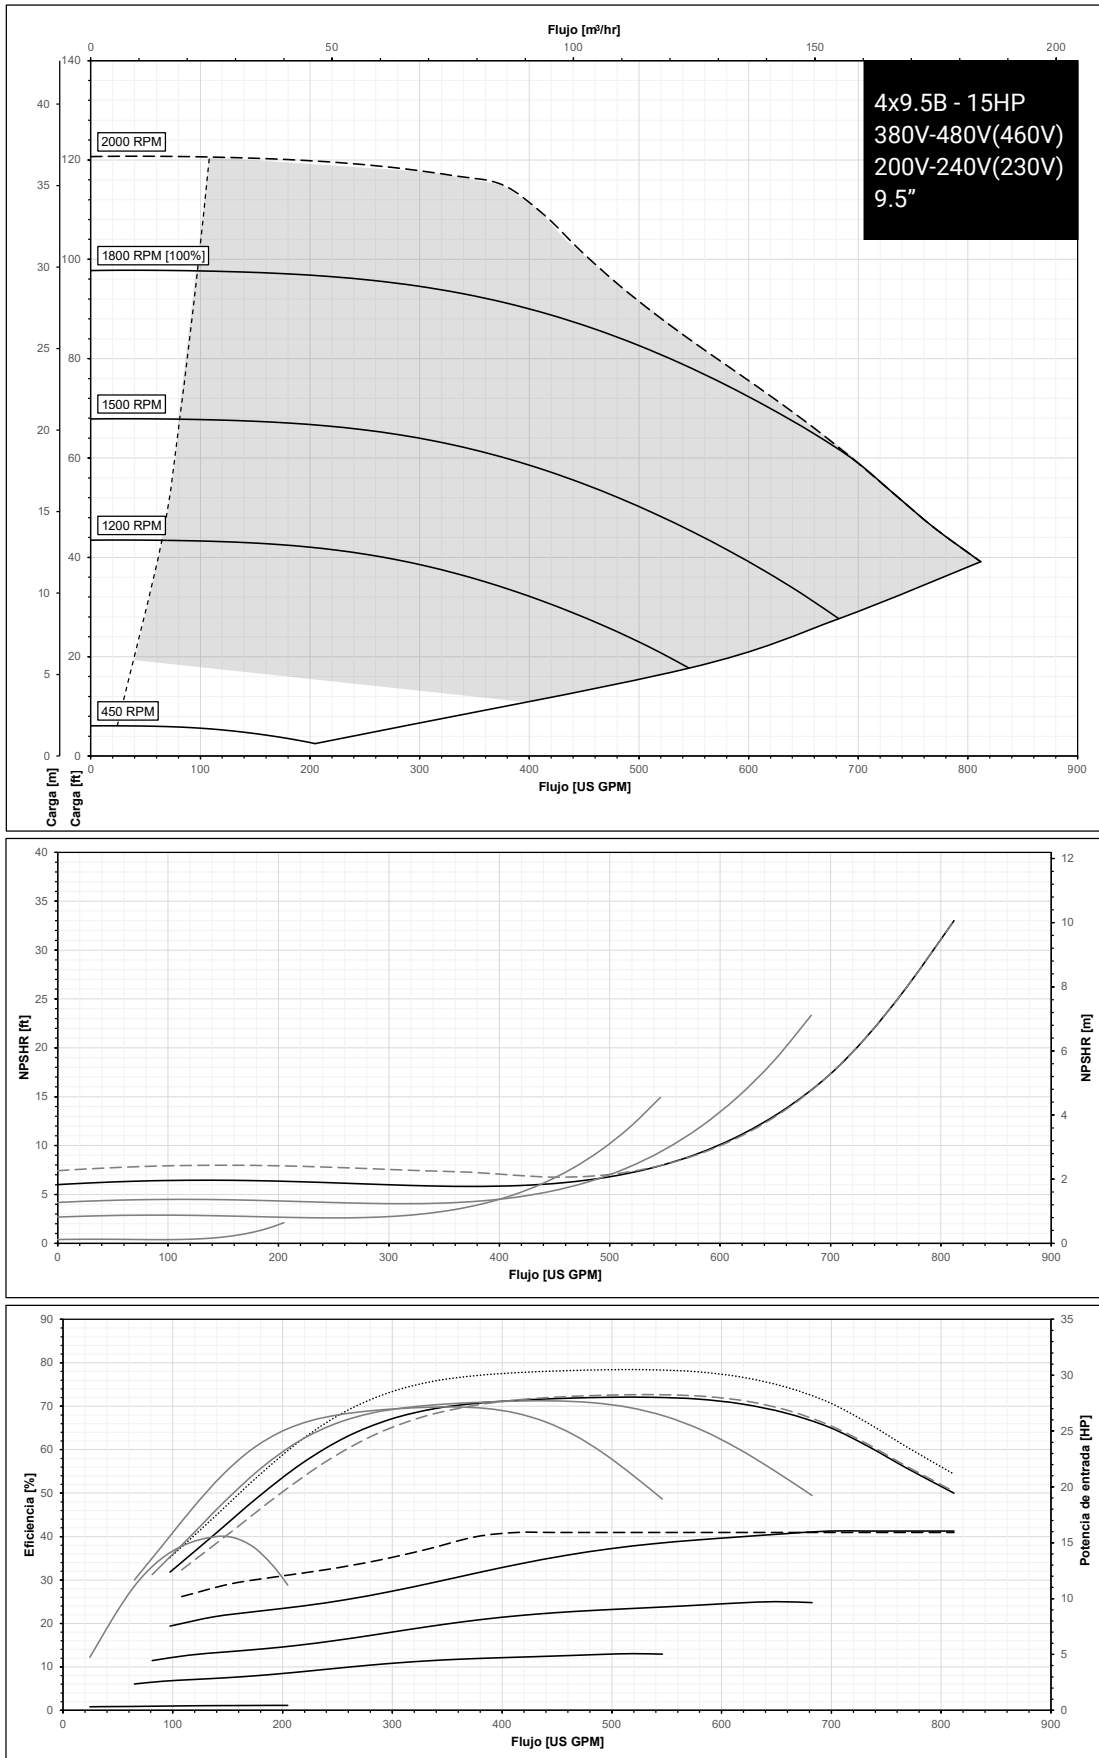 Flujo [m³/hr]
0 50 100 150 200
4x9.5B - 15HP
380V-480V(460V)
200V-240V(230V)
9.5”
140
120
100
80
60
40
20
0
40
35
30
25
20
15
10
5
0
2000 RPM
1800 RPM [100%]
1500 RPM
1200 RPM
450 RPM
0 100 200 300 400 500 600 700 800 900
Flujo [US GPM]
Carga [m]
Carga [ft]
40
35
30
25
20
15
10
5
0
NPSHR [ft]
12
10
8
6
4
2
0
NPSHR [m]
0 100 200 300 400 500 600 700 800 900
Flujo [US GPM]
90
80
70
60
50
40
30
20
10
0
Eficiencia [%]
35
30
25
20
15
10
5
0
Potencia de entrada [HP]
0 100 200 300 400 500 600 700 800 900
Flujo [US GPM]